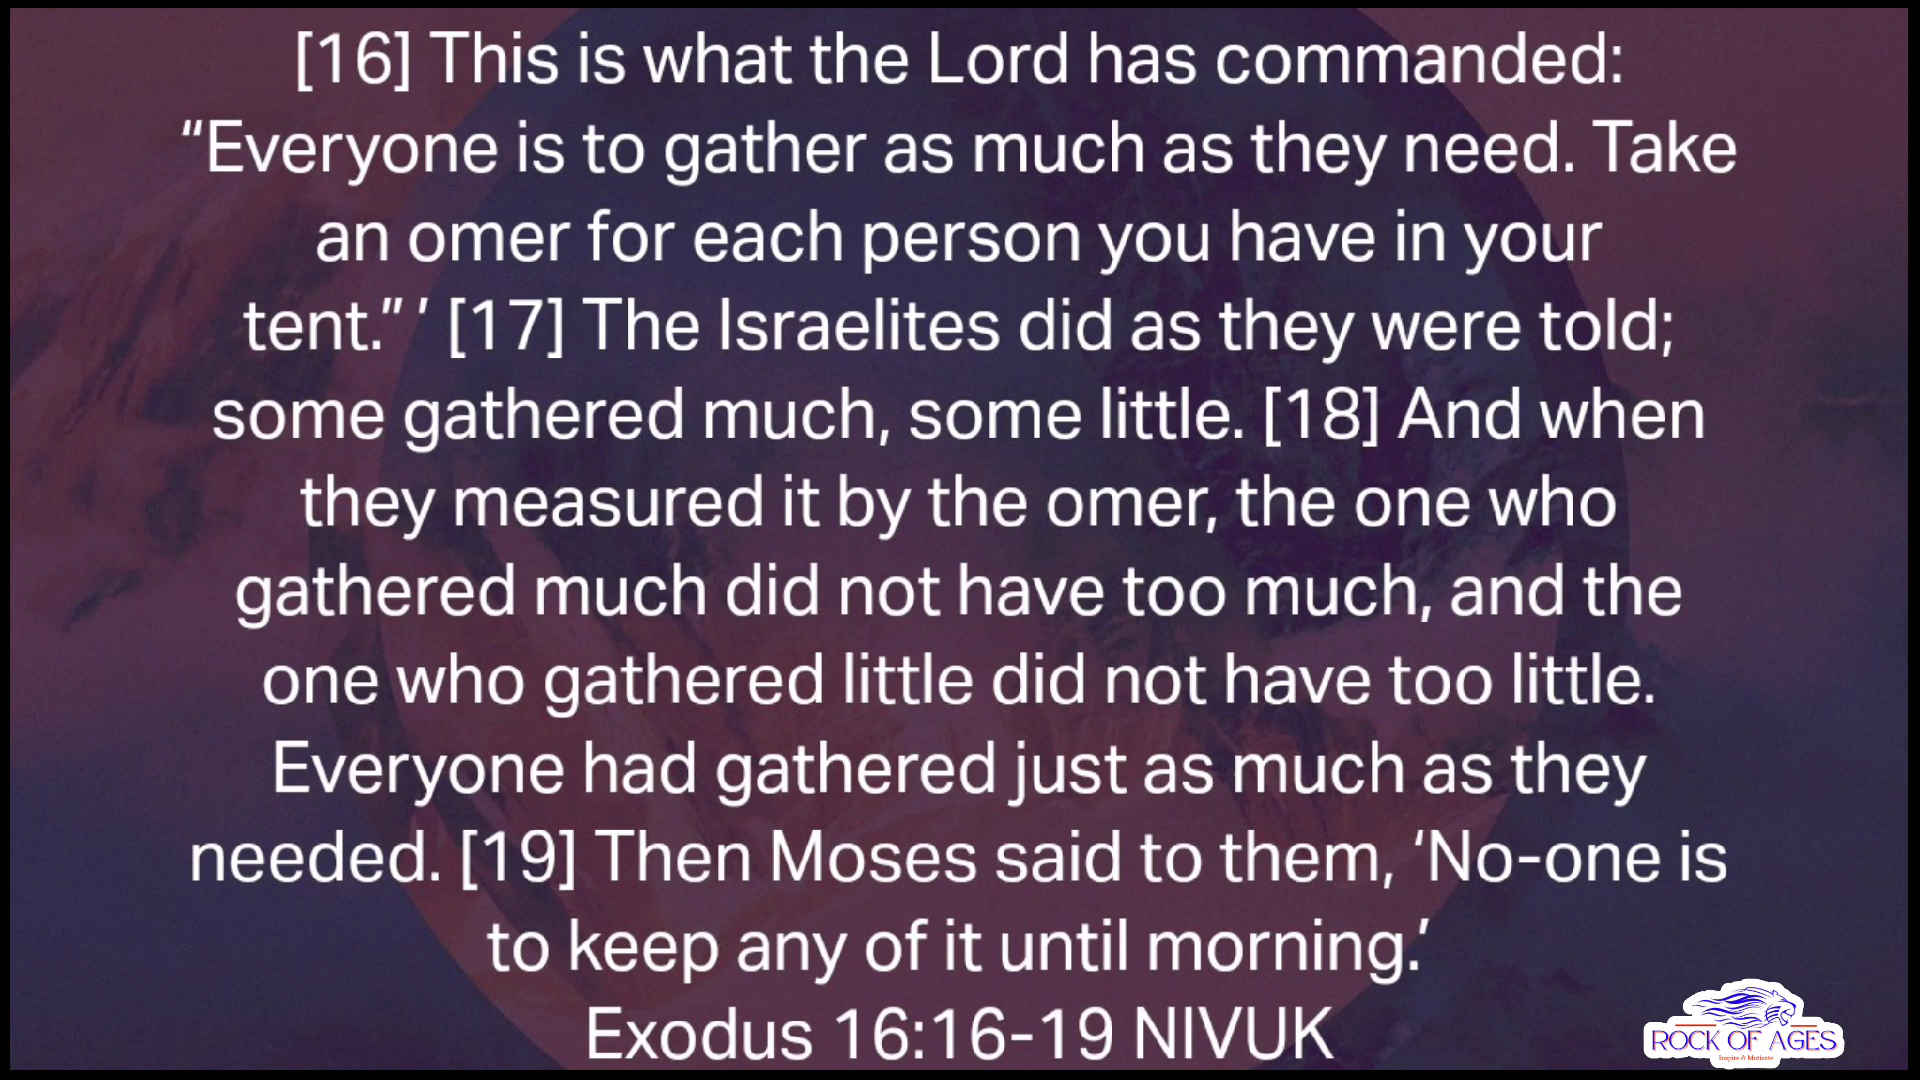 [16] This is what the Lord has commanded:
“Everyone is to gather as much as they need. Take
an omer for each person you have in your
tent.” ’ [17] The Israelites did as they were told;
some gathered much, some little. [18] And when
they measured it by the omer, the one who
gathered much did not have too much, and the
one who gathered little did not have too little.
Everyone had gathered just as much as they
needed. [19] Then Moses said to them, ‘No-one is
to keep any of it until morning.’
Exodus 16:16-19 NIVUK
ROCK OF AGES
Inspire & Motivate